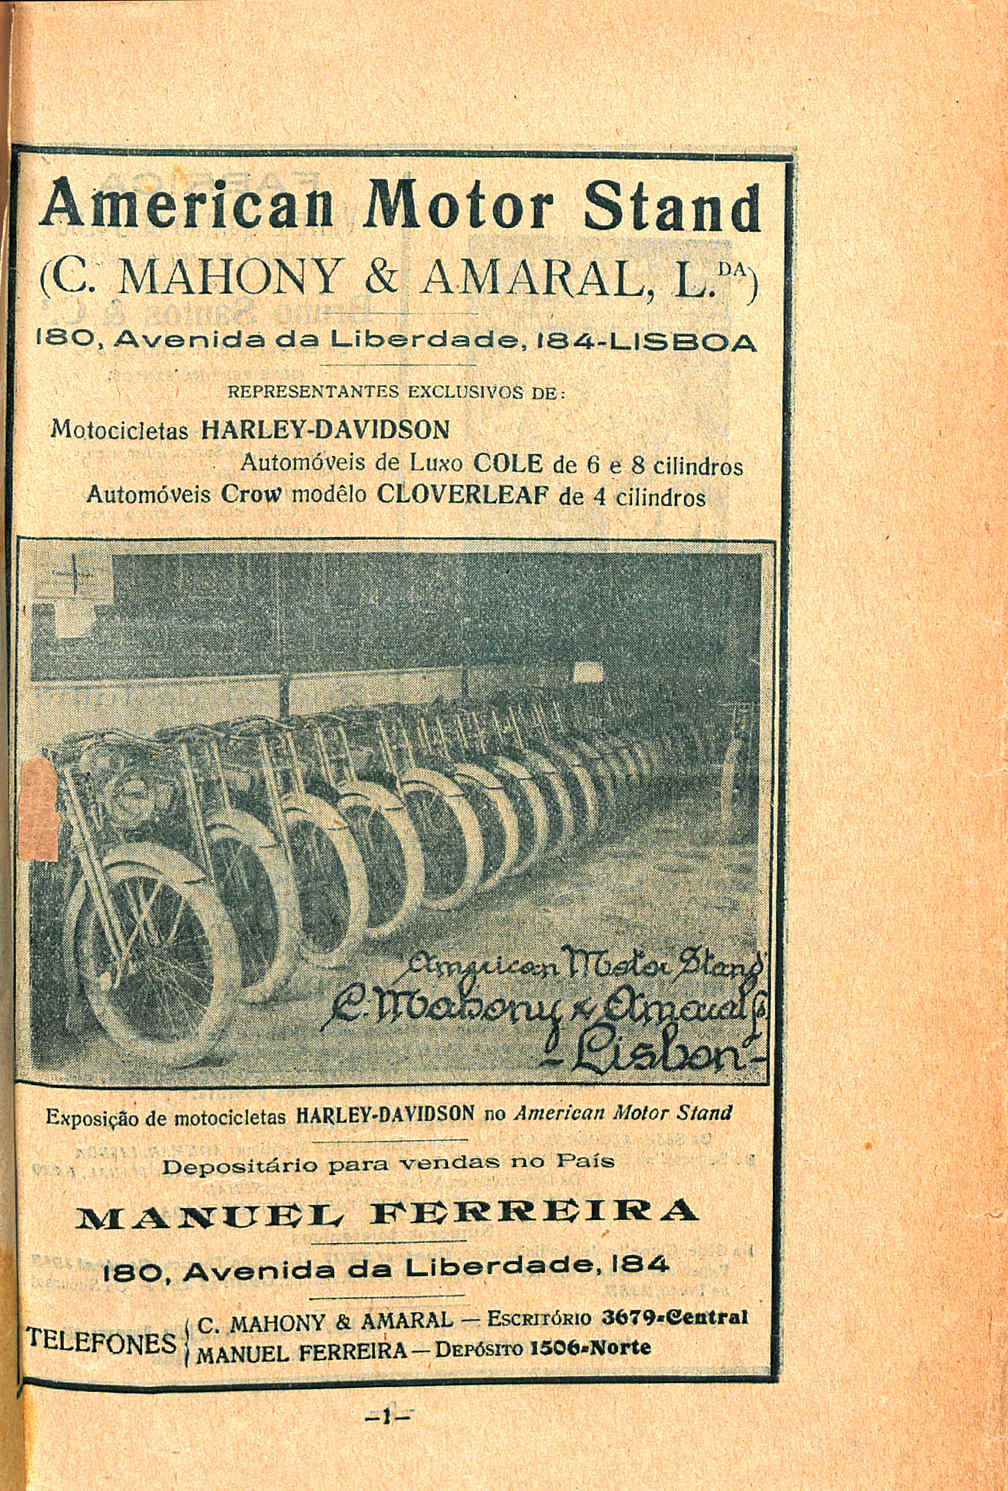 American Motor Stand
(C. MAHONY & AMARAL, L.DA)
180, Avenida da Liberdade, 184-LISBOA
REPRESENTANTES EXCLUSIVOS DE:
Motocicletas HARLEY-DAVIDSON
Automóveis de Luxo COLE de 6 e 8 cilindros
Automóveis Crow modêlo CLOVERLEAF de 4 cilindros
American Motor Stand
C. Mahony & Amaral
- Lisbon -
Exposição de motocicletas HARLEY-DAVIDSON no American Motor Stand
Depositário para vendas no País
MANUEL FERREIRA
180, Avenida da Liberdade, 184
TELEFONES
C. MAHONY & AMARAL — ESCRITÓRIO 3679-Central
MANUEL FERREIRA — DEPÓSITO 1506-Norte
—1—